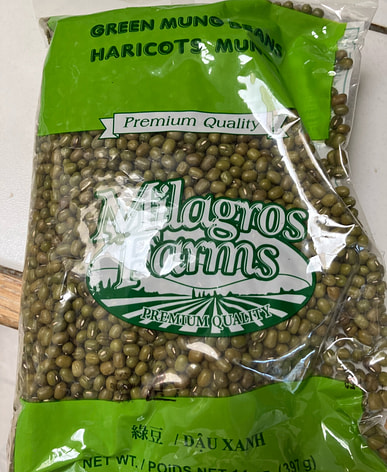 GREEN MUNG BEANS
HARICOTS MUNG
Premium Quality
Milagros
Farms
PREMIUM QUALITY
綠豆 / ĐẬU XANH
NET WT. / POIDS NET (397 g)